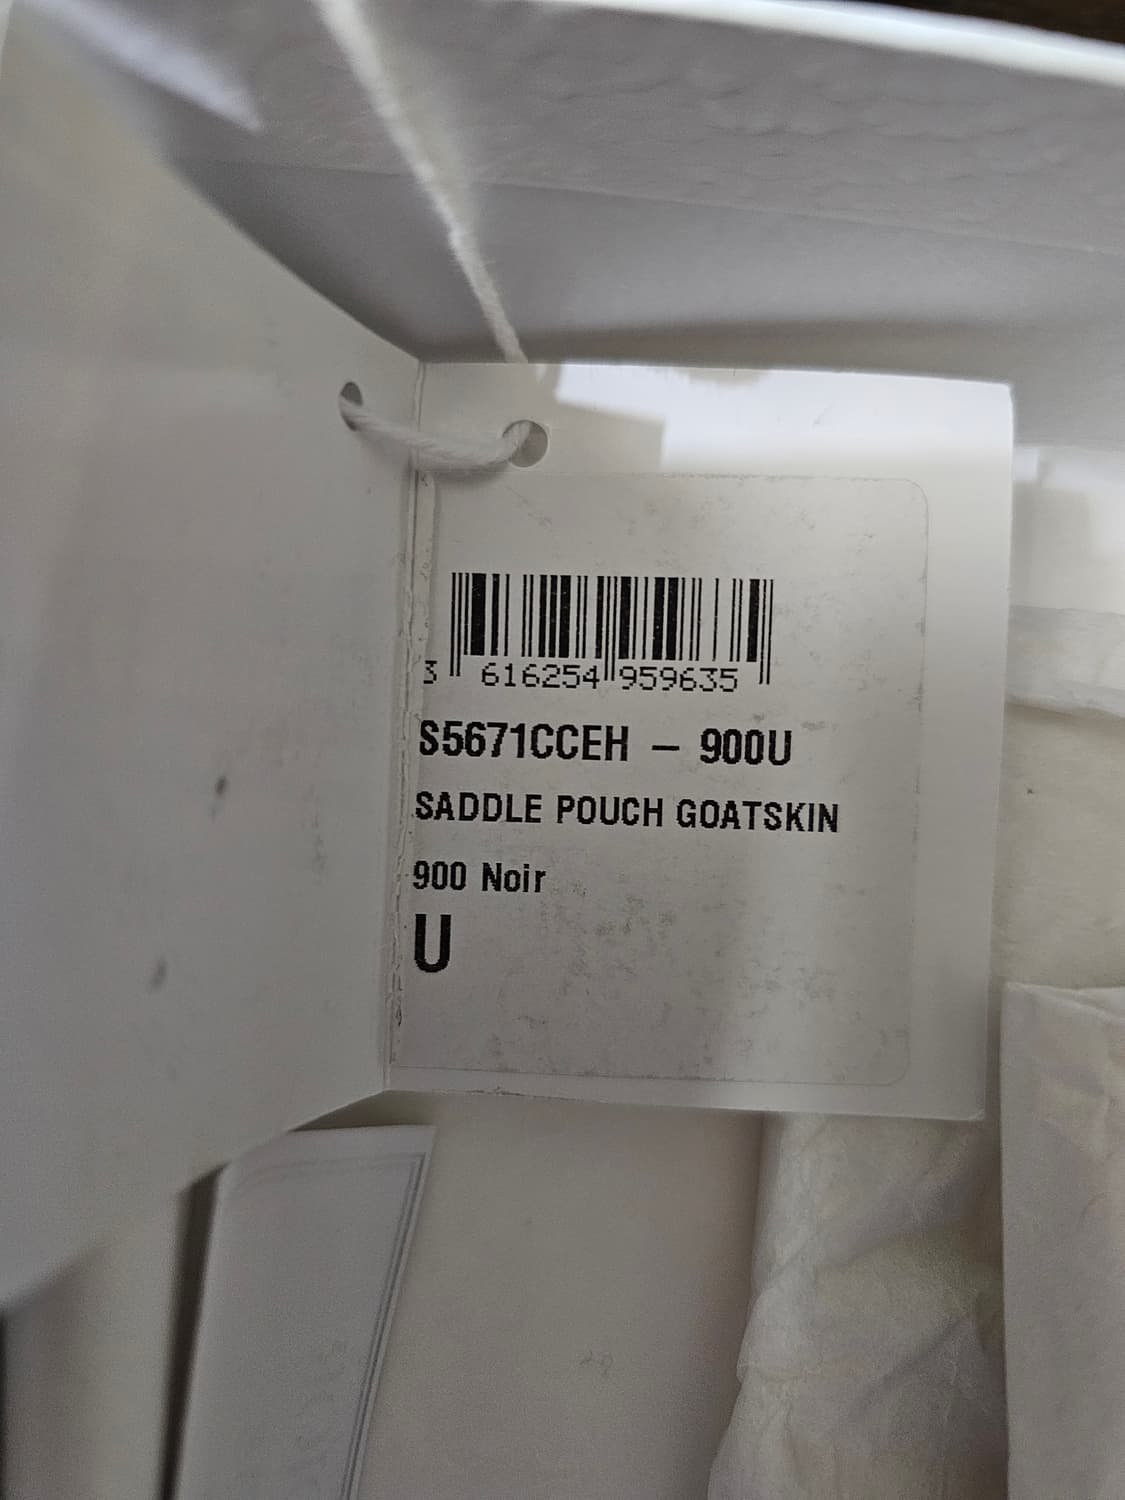 3 616254 959635
S5671CCEH – 900U
SADDLE POUCH GOATSKIN
900 Noir
U